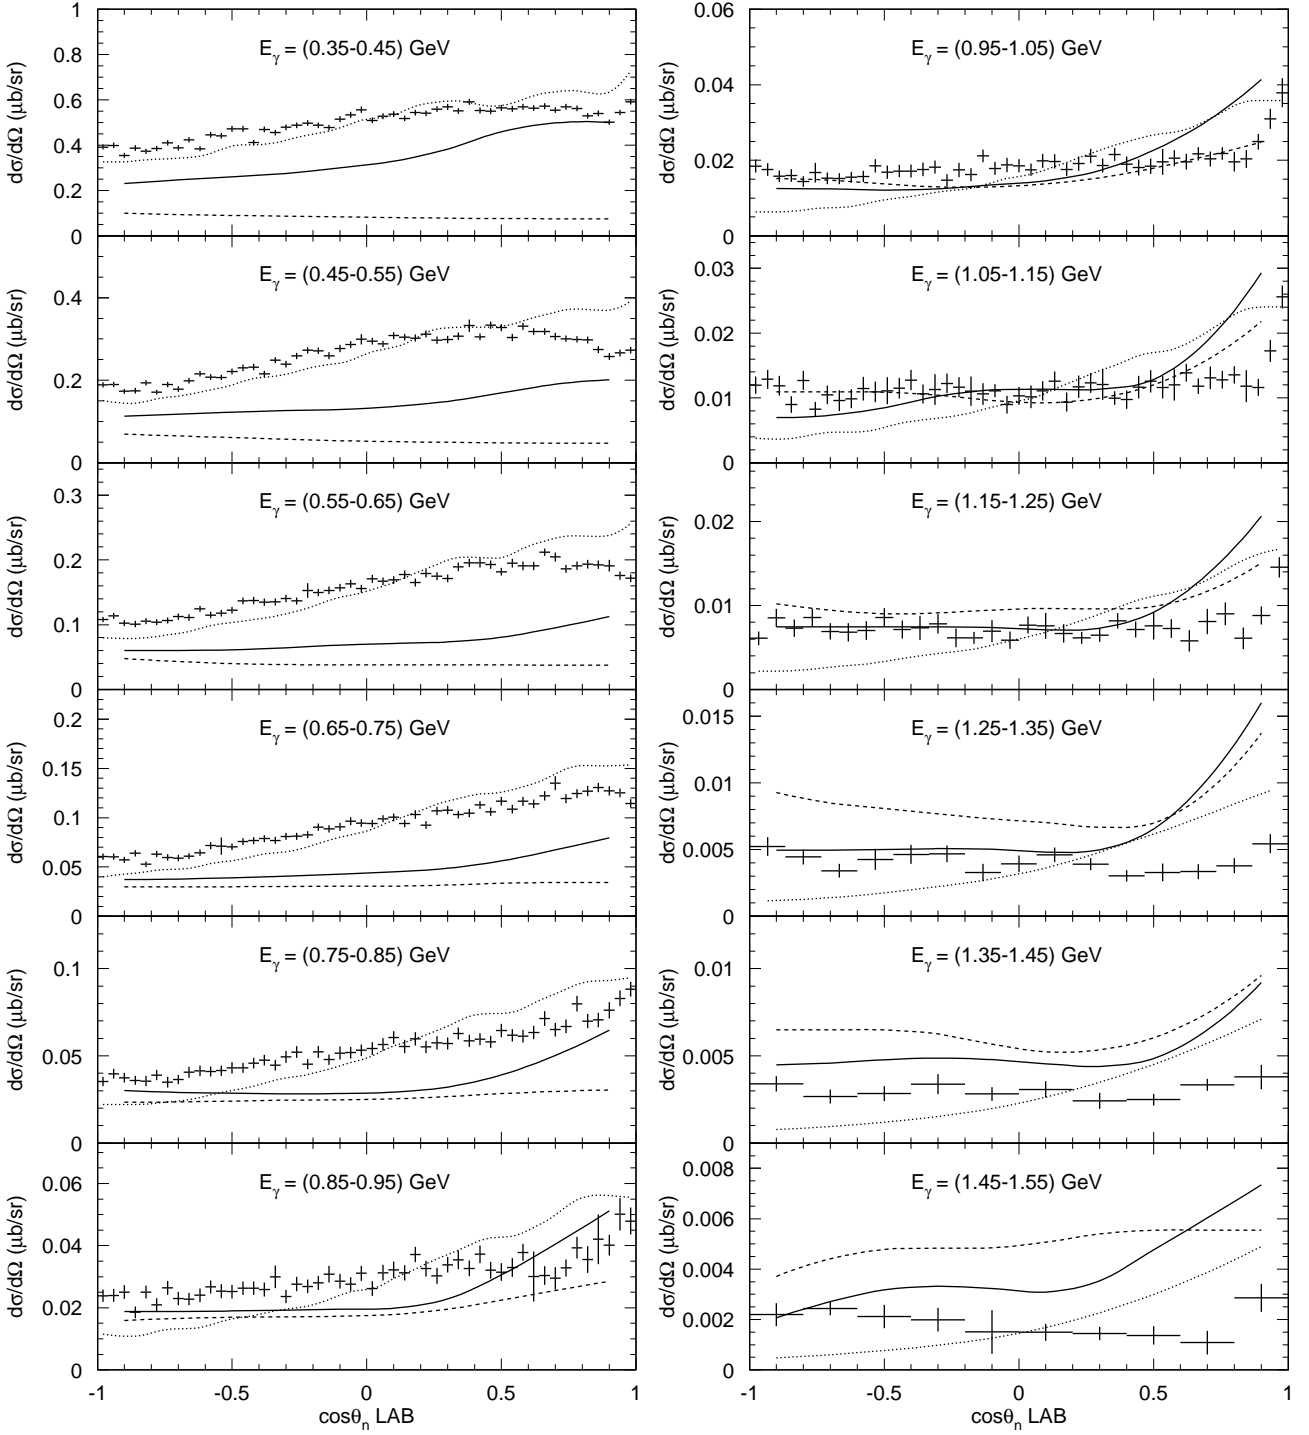 dσ/dΩ (μb/sr)
E_γ = (0.35-0.45) GeV
1
0.8
0.6
0.4
0.2
0
dσ/dΩ (μb/sr)
E_γ = (0.45-0.55) GeV
0.4
0.2
0
dσ/dΩ (μb/sr)
E_γ = (0.55-0.65) GeV
0.3
0.2
0.1
0
dσ/dΩ (μb/sr)
E_γ = (0.65-0.75) GeV
0.2
0.15
0.1
0.05
0
dσ/dΩ (μb/sr)
E_γ = (0.75-0.85) GeV
0.1
0.05
0
dσ/dΩ (μb/sr)
E_γ = (0.85-0.95) GeV
0.06
0.04
0.02
0
-1 -0.5 0 0.5 1
cosθ_n LAB
dσ/dΩ (μb/sr)
E_γ = (0.95-1.05) GeV
0.06
0.04
0.02
0
dσ/dΩ (μb/sr)
E_γ = (1.05-1.15) GeV
0.03
0.02
0.01
0
dσ/dΩ (μb/sr)
E_γ = (1.15-1.25) GeV
0.02
0.01
0
dσ/dΩ (μb/sr)
E_γ = (1.25-1.35) GeV
0.015
0.01
0.005
0
dσ/dΩ (μb/sr)
E_γ = (1.35-1.45) GeV
0.01
0.005
0
dσ/dΩ (μb/sr)
E_γ = (1.45-1.55) GeV
0.008
0.006
0.004
0.002
0
-1 -0.5 0 0.5 1
cosθ_n LAB